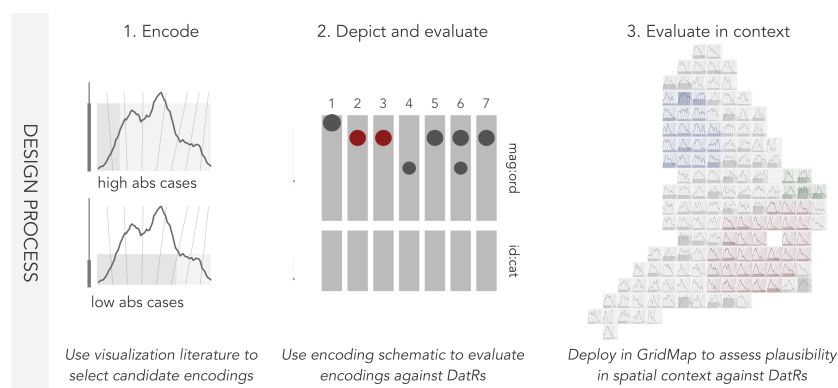 DESIGN PROCESS
1. Encode
high abs cases
low abs cases
Use visualization literature to
select candidate encodings
2. Depict and evaluate
1 2 3 4 5 6 7
mag:ord
id:cat
Use encoding schematic to evaluate
encodings against DatRs
3. Evaluate in context
Deploy in GridMap to assess plausibility
in spatial context against DatRs